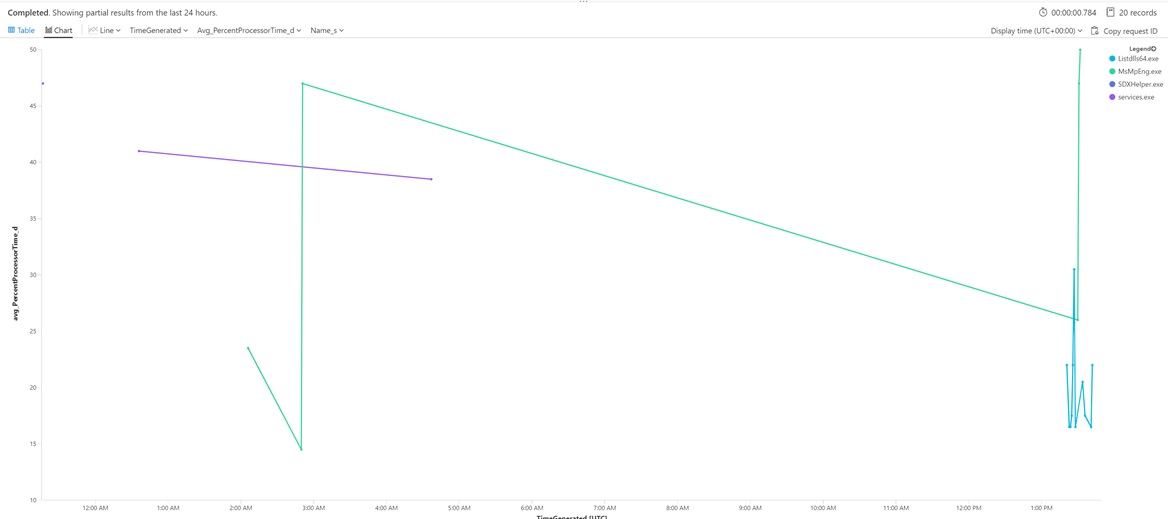 Completed. Showing partial results from the last 24 hours. 00:00:00.784 20 records
Table Chart Line TimeGenerated Avg_PercentProcessorTime_d Name_s Display time (UTC+00:00) Copy request ID
Legend
Listdlls64.exe
MsMpEng.exe
SDXHelper.exe
services.exe
avg_PercentProcessorTime_d
50
45
40
35
30
25
20
15
10
12:00 AM 1:00 AM 2:00 AM 3:00 AM 4:00 AM 5:00 AM 6:00 AM 7:00 AM 8:00 AM 9:00 AM 10:00 AM 11:00 AM 12:00 PM 1:00 PM
TimeGenerated [UTC]